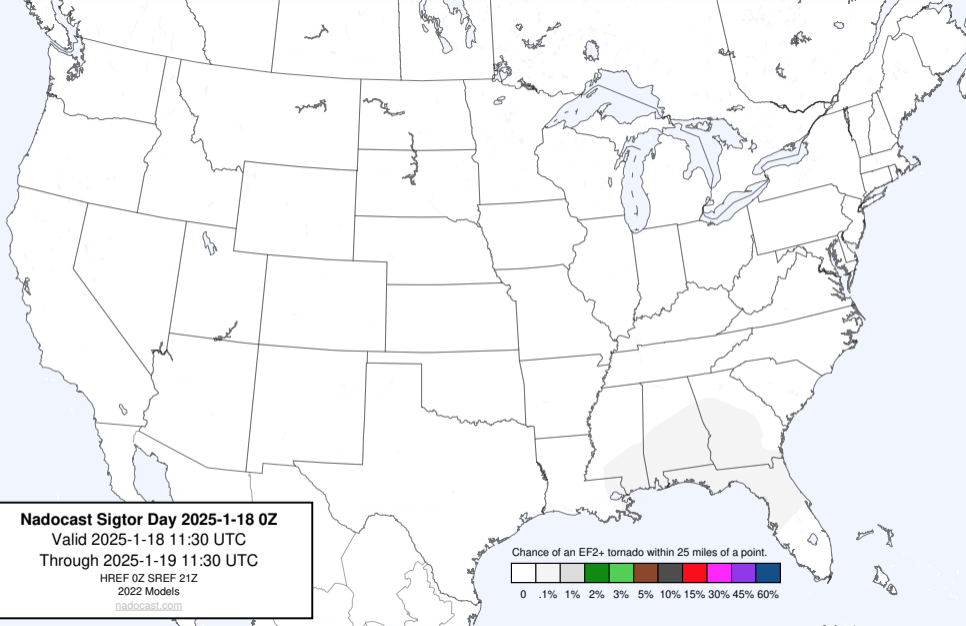 Nadocast Sigtor Day 2025-1-18 0Z
Valid 2025-1-18 11:30 UTC
Through 2025-1-19 11:30 UTC
HREF 0Z SREF 21Z
2022 Models
nadocast.com
Chance of an EF2+ tornado within 25 miles of a point.
0 .1% 1% 2% 3% 5% 10% 15% 30% 45% 60%